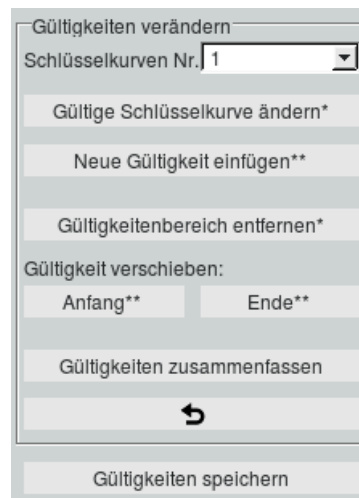 Gültigkeiten verändern
Schlüsselkurven Nr. 1
Gültige Schlüsselkurve ändern*
Neue Gültigkeit einfügen**
Gültigkeitenbereich entfernen*
Gültigkeit verschieben:
Anfang** Ende**
Gültigkeiten zusammenfassen
Gültigkeiten speichern